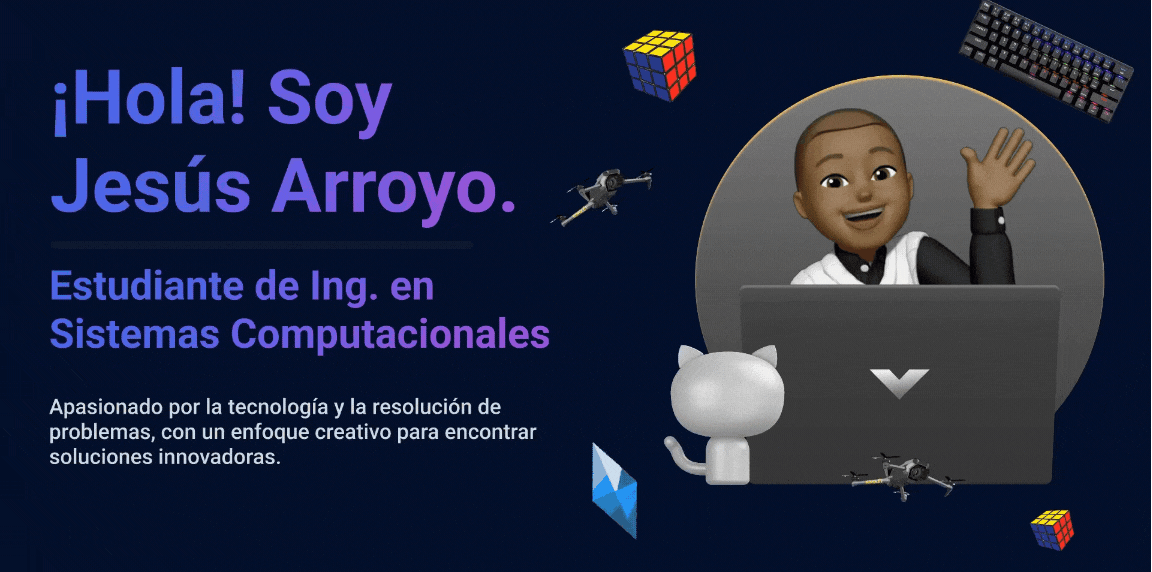 ¡Hola! Soy
Jesús Arroyo.
Estudiante de Ing. en
Sistemas Computacionales
Apasionado por la tecnología y la resolución de
problemas, con un enfoque creativo para encontrar
soluciones innovadoras.